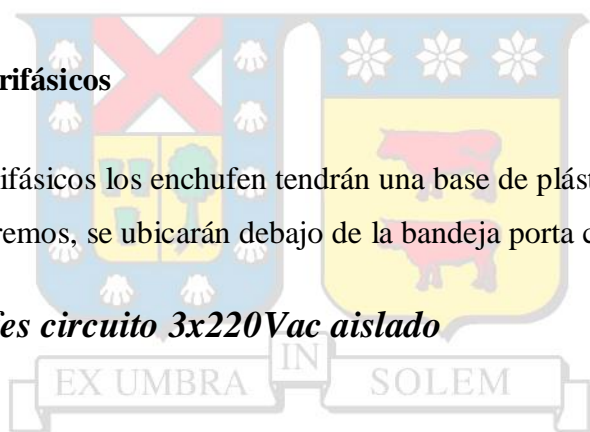 rifásicos
ifásicos los enchufen tendrán una base de plást
remos, se ubicarán debajo de la bandeja porta c
fes circuito 3x220Vac aislado
EX UMBRA IN SOLEM